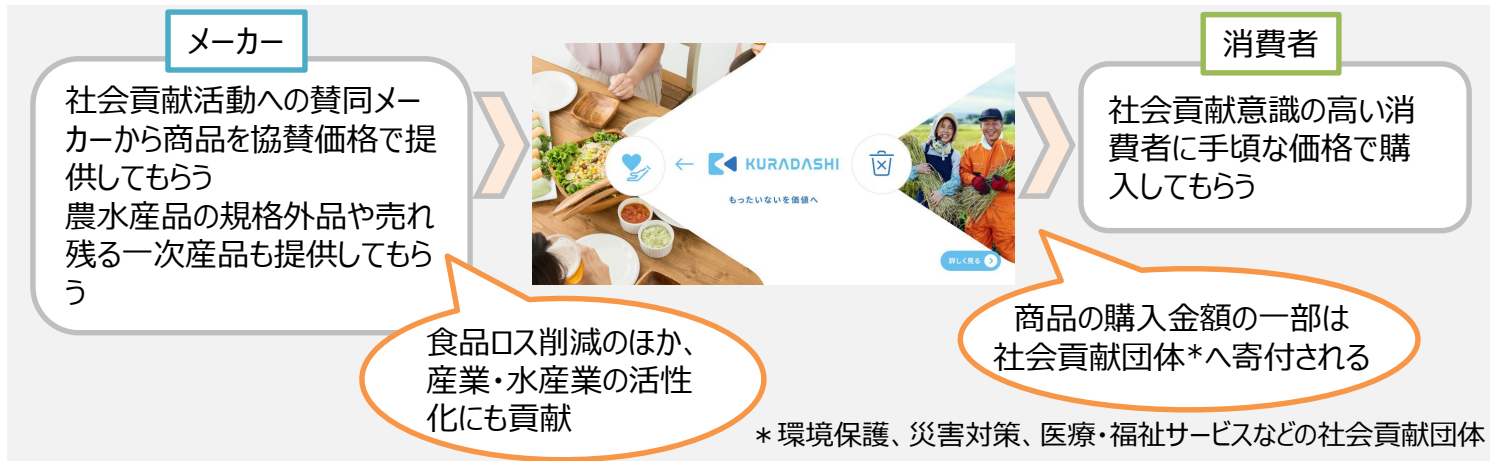 メーカー
社会貢献活動への賛同メー
カーから商品を協賛価格で提
供してもらう
農水産品の規格外品や売れ
残る一次産品も提供してもら
う
食品ロス削減のほか、
産業・水産業の活性
化にも貢献
KURADASHI
もったいないを価値へ
詳しく見る
消費者
社会貢献意識の高い消
費者に手頃な価格で購
入してもらう
商品の購入金額の一部は
社会貢献団体*へ寄付される
*環境保護、災害対策、医療・福祉サービスなどの社会貢献団体